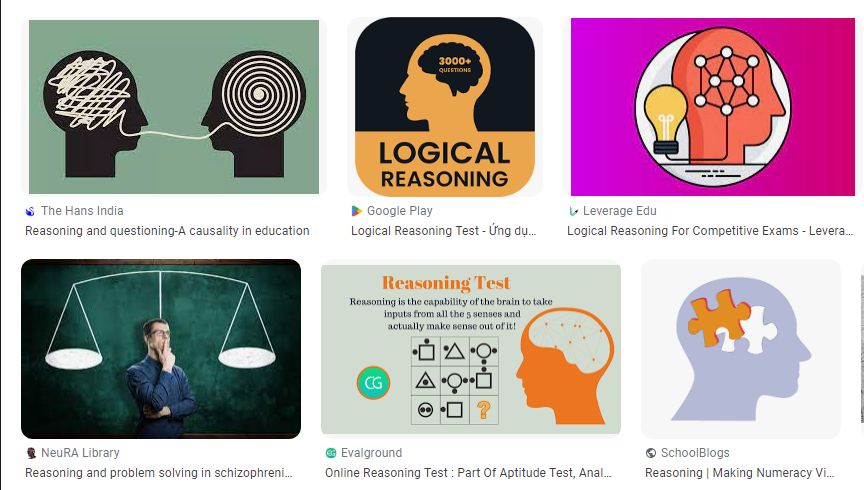 3000+
QUESTIONS
LOGICAL
REASONING
The Hans India
Google Play
Leverage Edu
Reasoning and questioning-A causality in education
Logical Reasoning Test - Ứng dụ...
Logical Reasoning For Competitive Exams - Levera...
Reasoning Test
Reasoning is the capability of the brain to take
inputs from all the 5 senses and
actually make sense out of it!
CG
?
NeuRA Library
Evalground
SchoolBlogs
Reasoning and problem solving in schizophreni...
Online Reasoning Test : Part Of Aptitude Test, Anal...
Reasoning | Making Numeracy Vi...